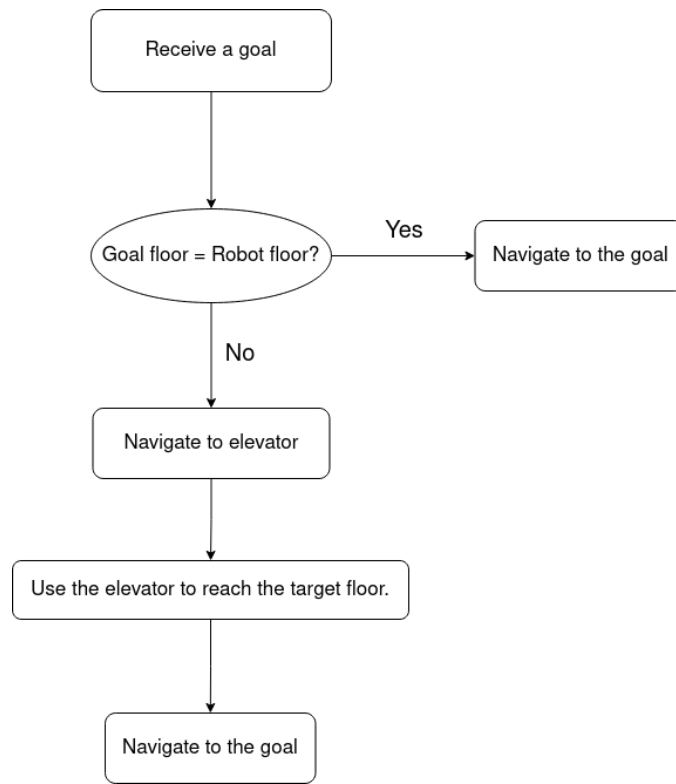 Receive a goal
Goal floor = Robot floor?
Yes
Navigate to the goal
No
Navigate to elevator
Use the elevator to reach the target floor.
Navigate to the goal